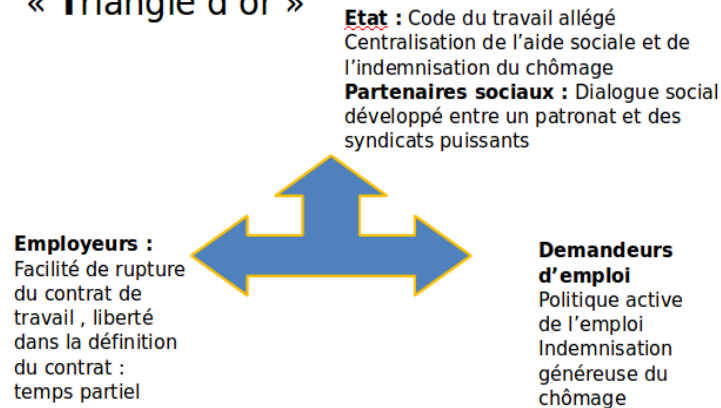 « Triangle d'or »
Etat : Code du travail allégé
Centralisation de l'aide sociale et de
l'indemnisation du chômage
Partenaires sociaux : Dialogue social
développé entre un patronat et des
syndicats puissants
Employeurs :
Facilité de rupture
du contrat de
travail , liberté
dans la définition
du contrat :
temps partiel
Demandeurs
d'emploi
Politique active
de l'emploi
Indemnisation
généreuse du
chômage